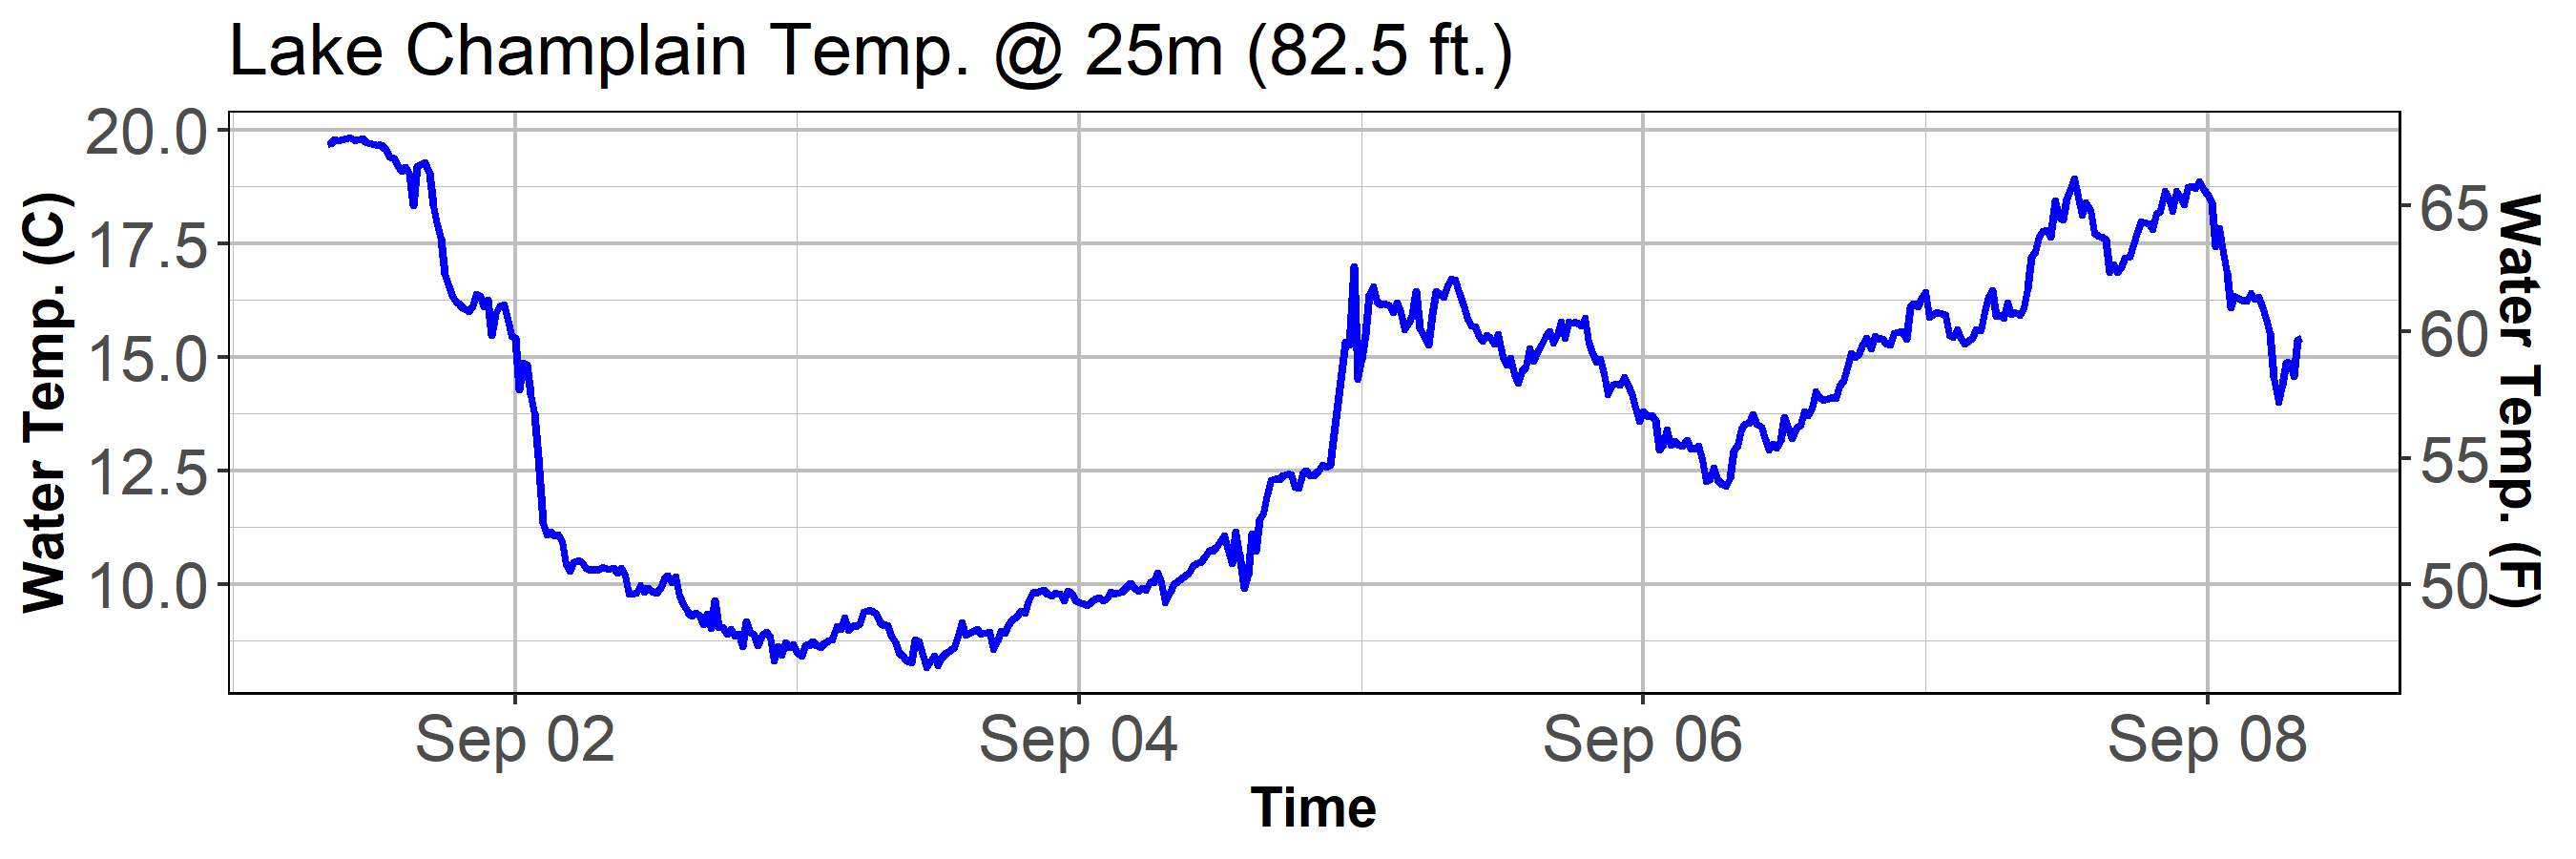 Lake Champlain Temp. @ 25m (82.5 ft.)
Water Temp. (C)
20.0
17.5
15.0
12.5
10.0
65
60
55
50
Water Temp. (F)
Sep 02
Sep 04
Sep 06
Sep 08
Time